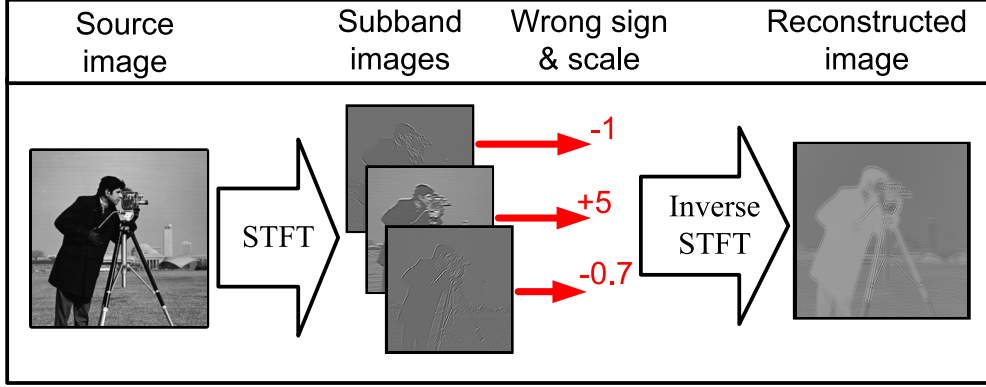 Source
image
Subband
images
Wrong sign
& scale
Reconstructed
image
STFT
-1
+5
-0.7
Inverse
STFT